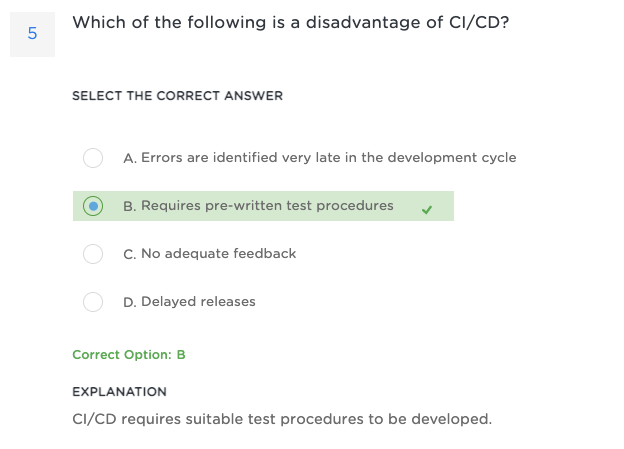 5
Which of the following is a disadvantage of CI/CD?
SELECT THE CORRECT ANSWER
A. Errors are identified very late in the development cycle
B. Requires pre-written test procedures
C. No adequate feedback
D. Delayed releases
Correct Option: B
EXPLANATION
CI/CD requires suitable test procedures to be developed.